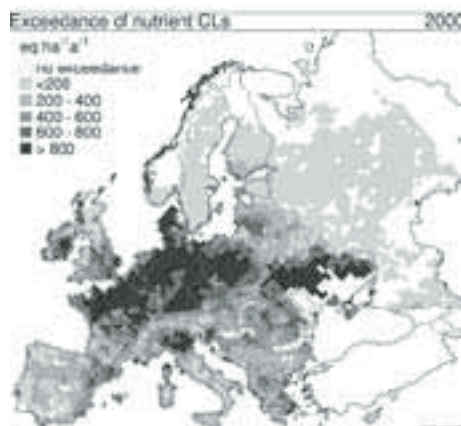 Exceedance of nutrient CLs 2000
eq ha⁻¹a⁻¹
no exceedance
<200
200 - 400
400 - 600
600 - 800
> 800